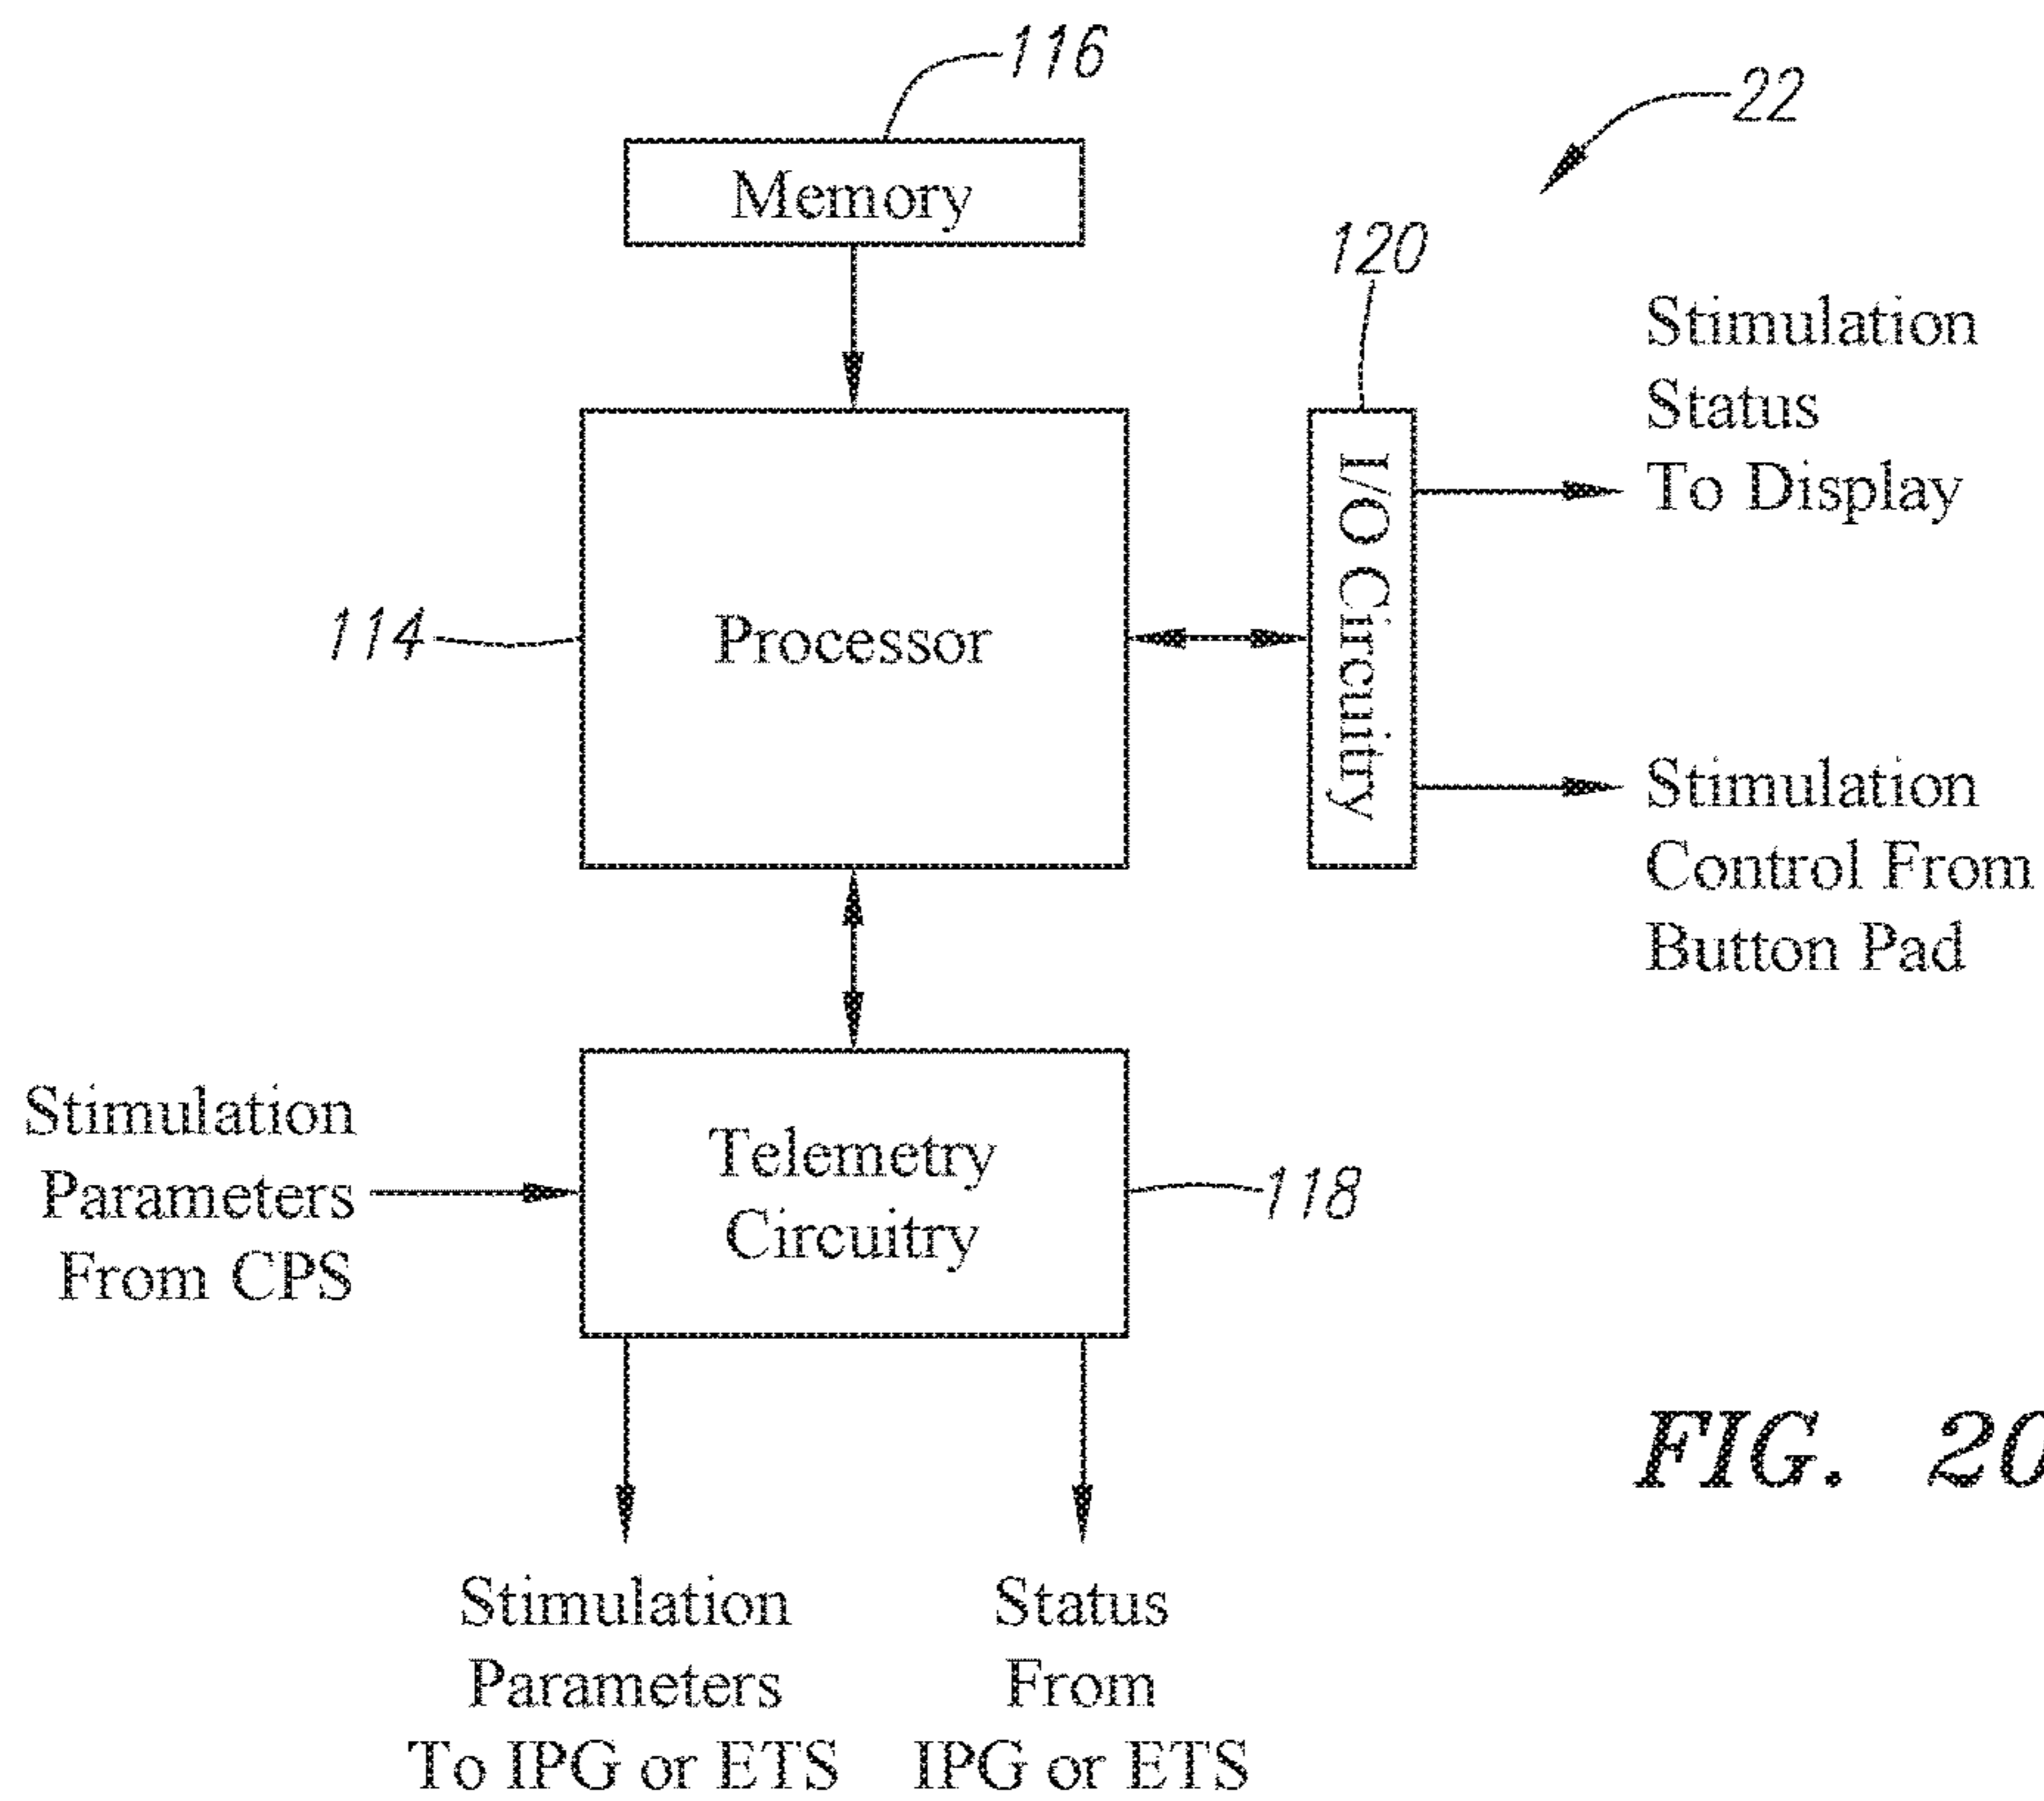 116
22
Memory
120
Stimulation
Status
To Display
I/O Circuitry
114
Processor
Stimulation
Control From
Button Pad
Stimulation
Parameters
From CPS
Telemetry
Circuitry
118
FIG. 20
Stimulation
Parameters
To IPG or ETS
Status
From
IPG or ETS